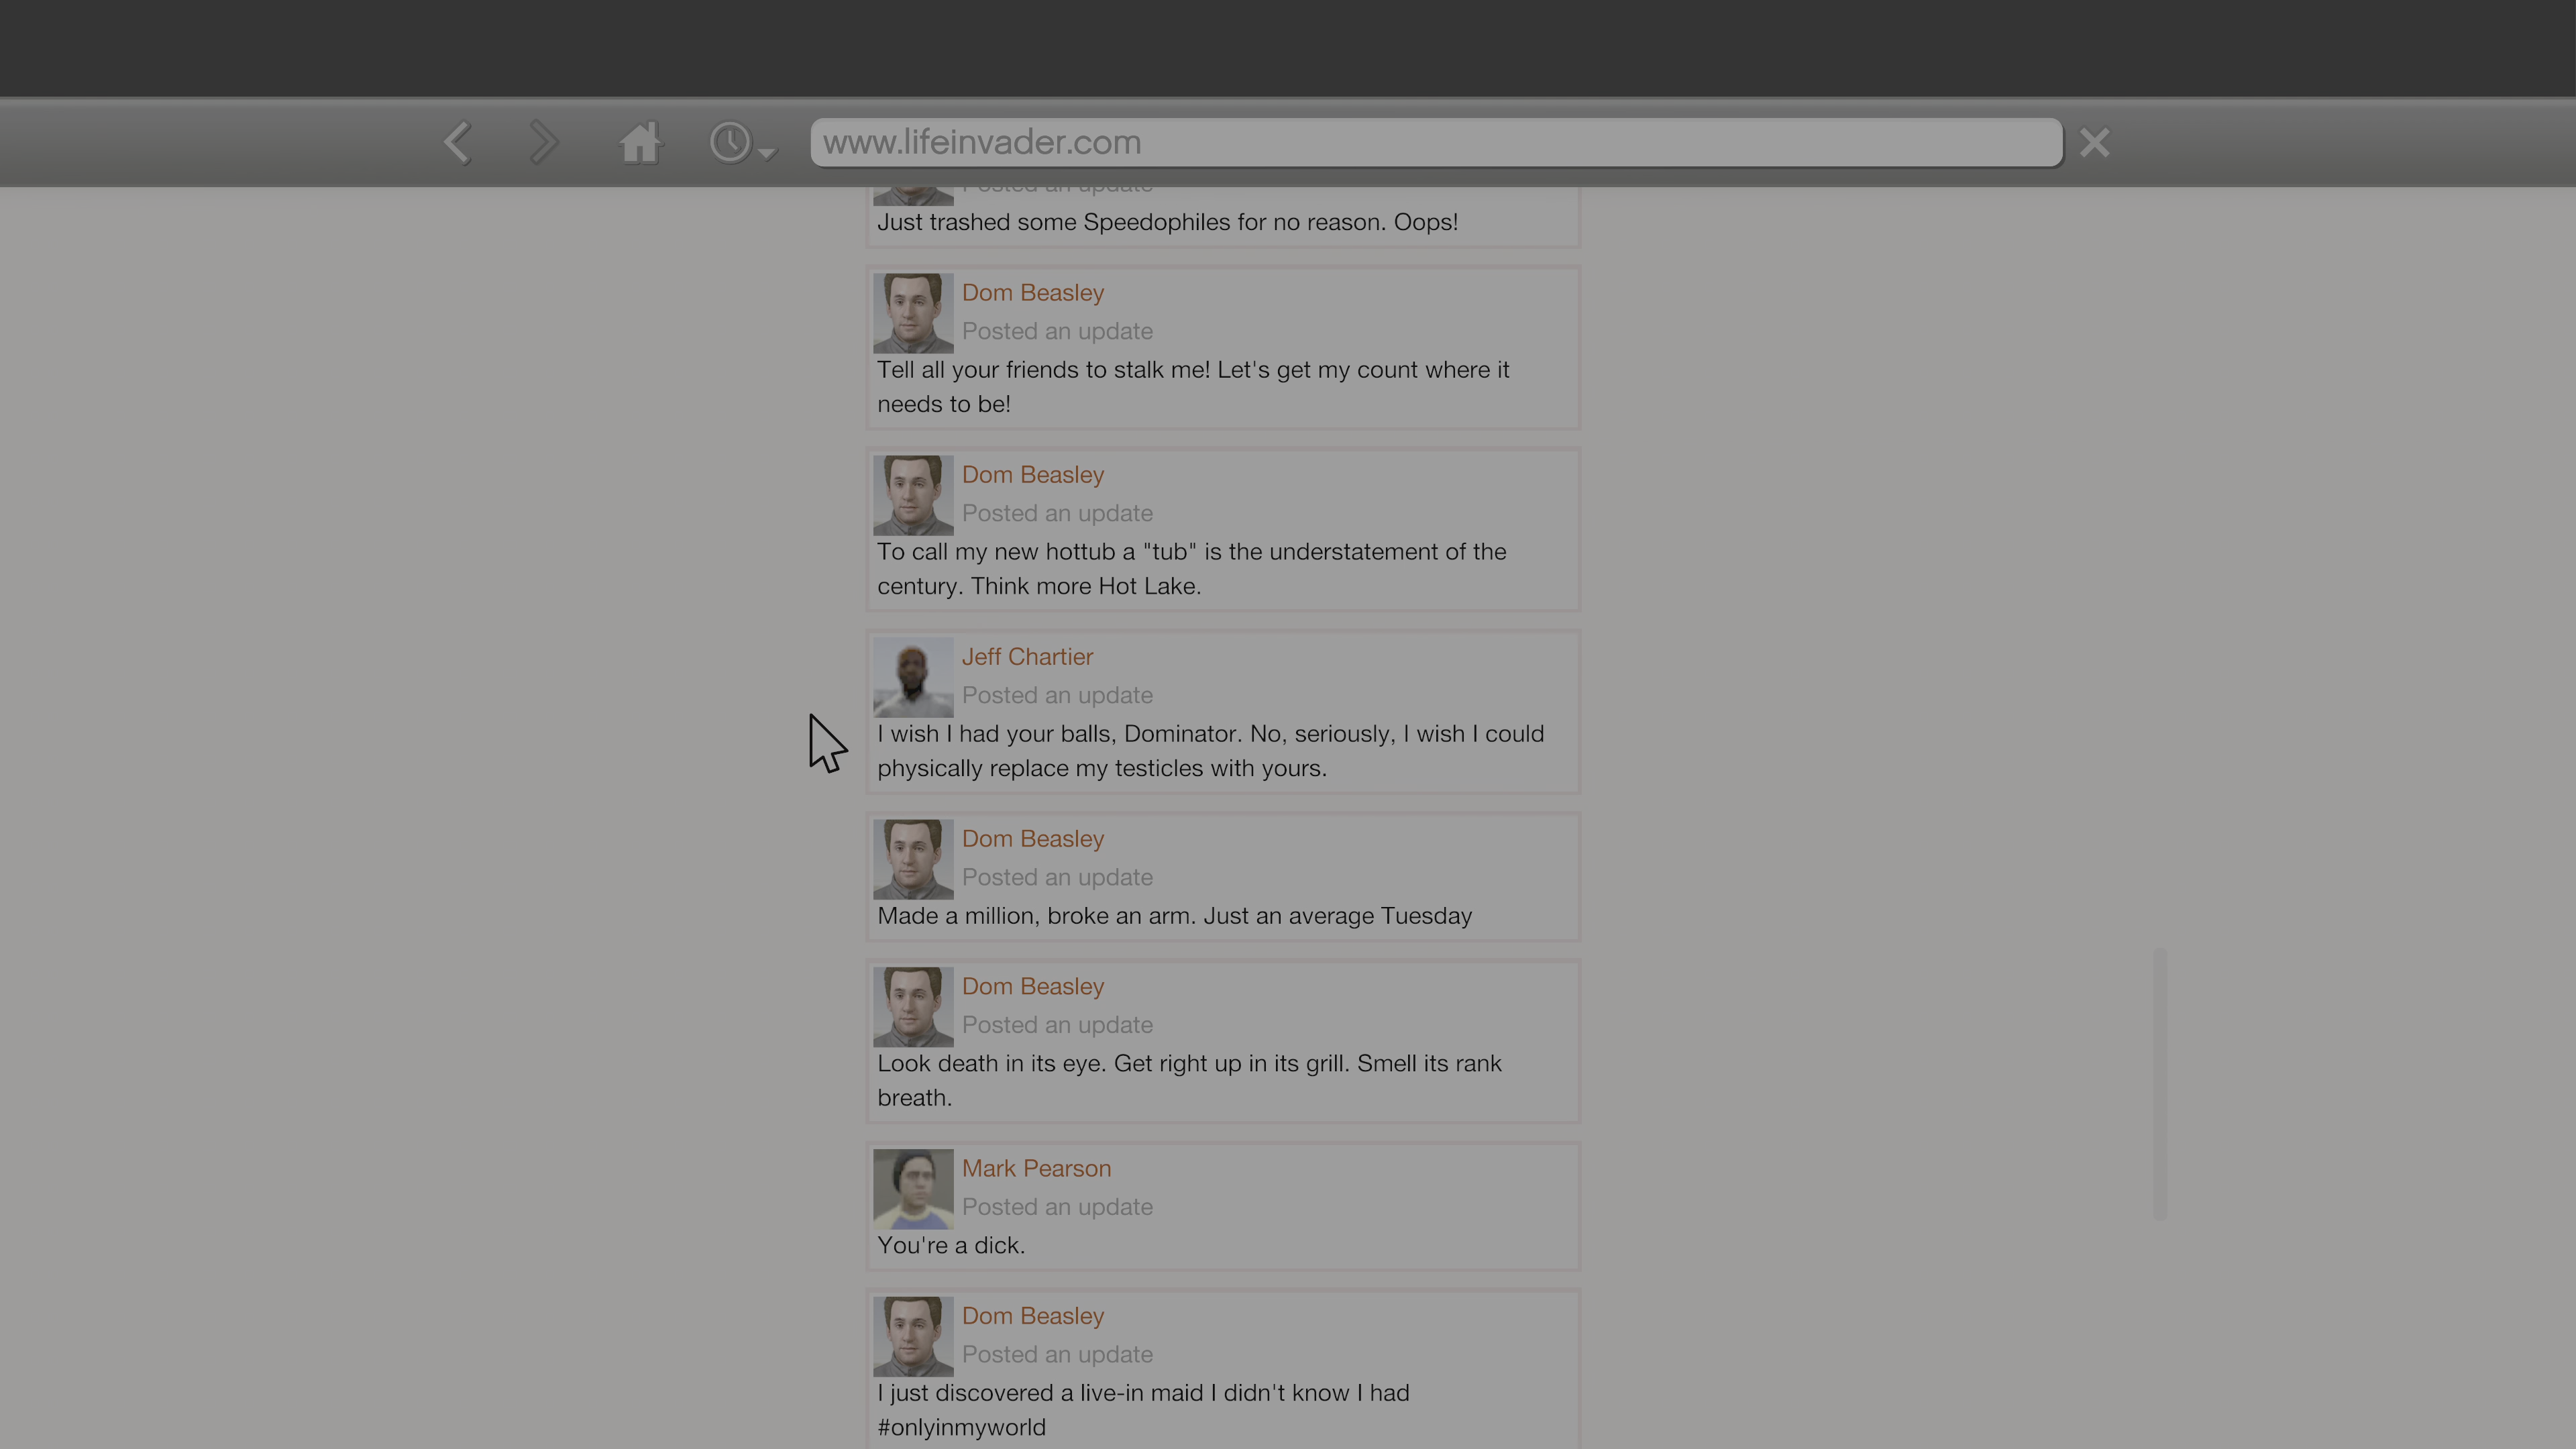 www.lifeinvader.com
Posted an update
Just trashed some Speedophiles for no reason. Oops!
Dom Beasley
Posted an update
Tell all your friends to stalk me! Let's get my count where it
needs to be!
Dom Beasley
Posted an update
To call my new hottub a "tub" is the understatement of the
century. Think more Hot Lake.
Jeff Chartier
Posted an update
I wish I had your balls, Dominator. No, seriously, I wish I could
physically replace my testicles with yours.
Dom Beasley
Posted an update
Made a million, broke an arm. Just an average Tuesday
Dom Beasley
Posted an update
Look death in its eye. Get right up in its grill. Smell its rank
breath.
Mark Pearson
Posted an update
You're a dick.
Dom Beasley
Posted an update
I just discovered a live-in maid I didn't know I had
#onlyinmyworld